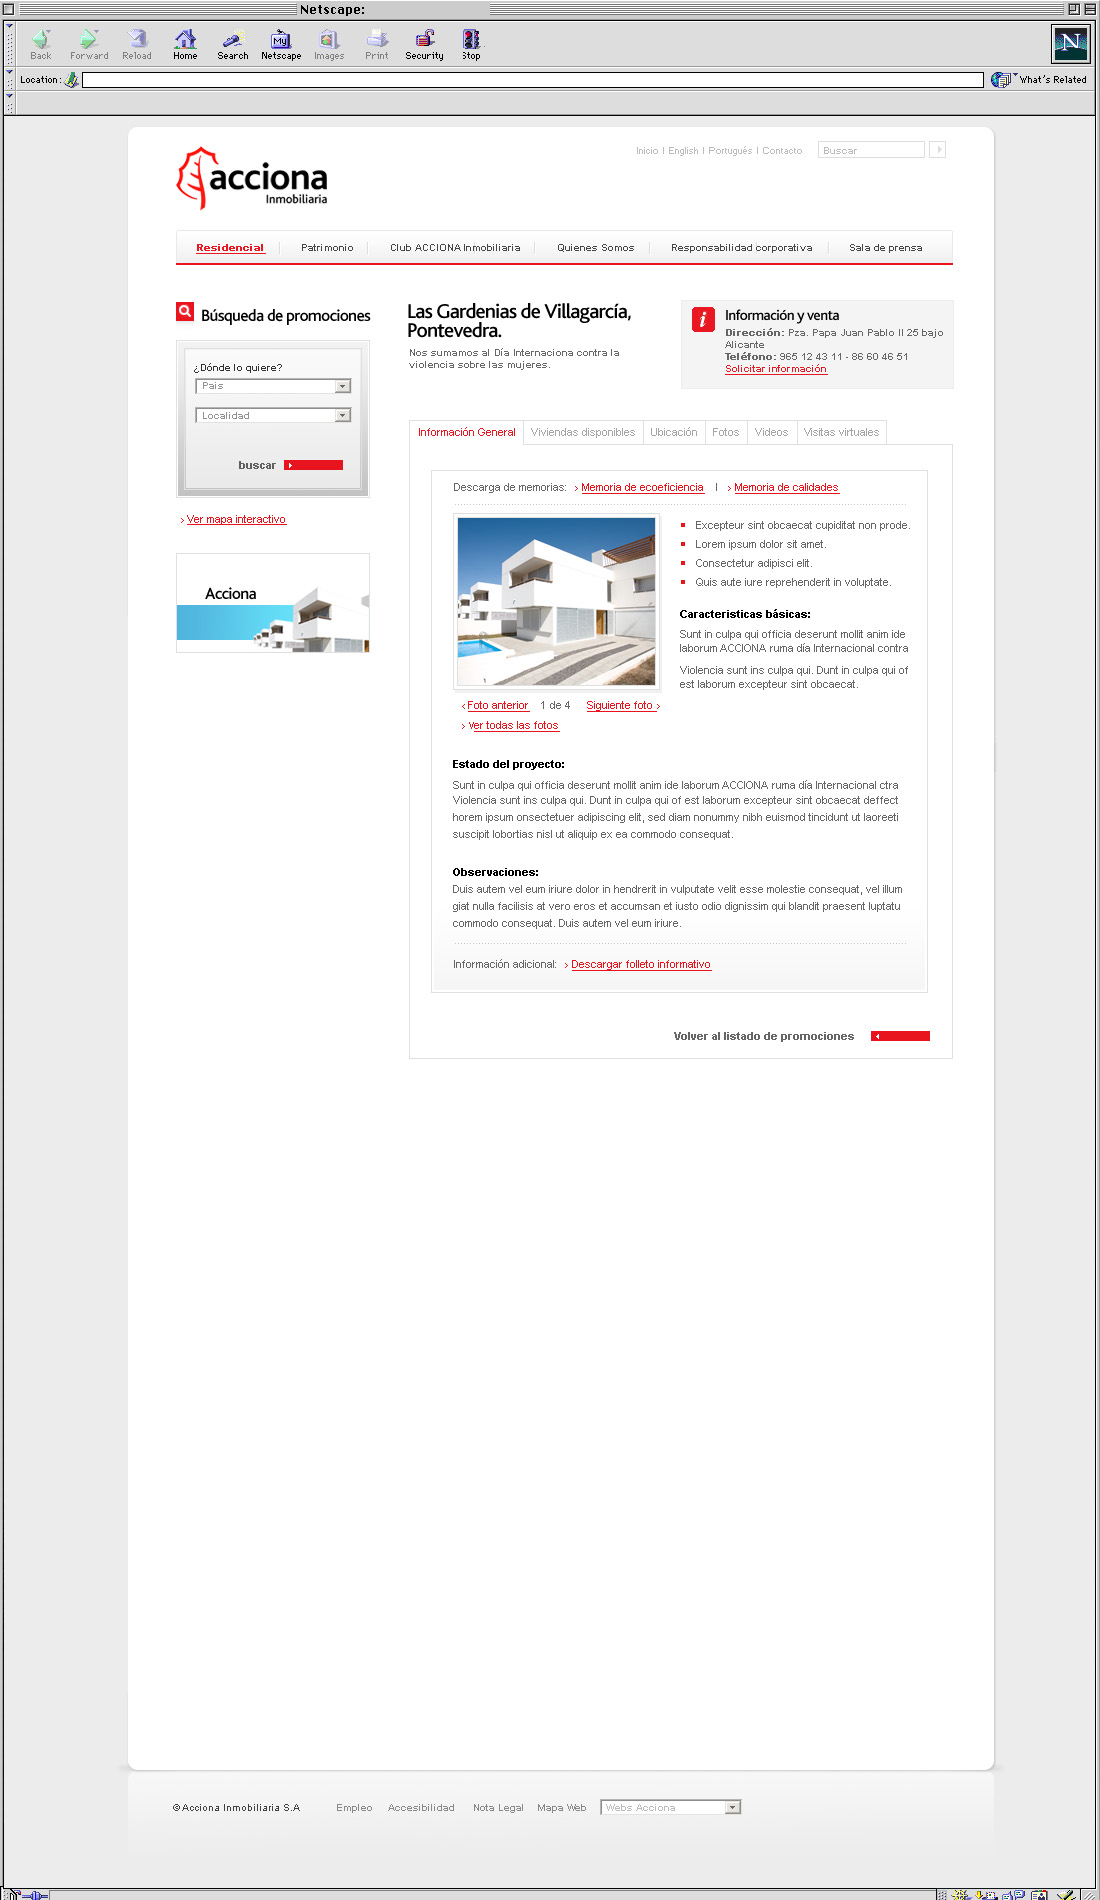 Netscape:
Back Forward Reload Home Search Netscape Images Print Security Stop
My
N
Location:
What's Related
Inicio | English | Portugués | Contacto
Buscar
acciona
Inmobiliaria
Residencial
Patrimonio
Club ACCIONA Inmobiliaria
Quienes Somos
Responsabilidad corporativa
Sala de prensa
Búsqueda de promociones
¿Dónde lo quiere?
Pais
Localidad
buscar
Ver mapa interactivo
Acciona
Las Gardenias de Villagarcía,
Pontevedra.
Nos sumamos al Día Internaciona contra la
violencia sobre las mujeres.
i
Información y venta
Dirección: Pza. Papa Juan Pablo II 25 bajo
Alicante
Teléfono: 965 12 43 11 - 86 60 46 51
Solicitar información
Información General
Viviendas disponibles
Ubicación
Fotos
Videos
Visitas virtuales
Descarga de memorias: › Memoria de ecoeficiencia | › Memoria de calidades
Excepteur sint obcaecat cupiditat non prode.
Lorem ipsum dolor sit amet.
Consectetur adipisci elit.
Quis aute iure reprehenderit in voluptate.
Caracteristicas básicas:
Sunt in culpa qui officia deserunt mollit anim ide
laborum ACCIONA ruma día Internacional contra
Violencia sunt ins culpa qui. Dunt in culpa qui of
est laborum excepteur sint obcaecat.
‹ Foto anterior 1 de 4 Siguiente foto ›
› Ver todas las fotos
Estado del proyecto:
Sunt in culpa qui officia deserunt mollit anim ide laborum ACCIONA ruma día Internacional ctra
Violencia sunt ins culpa qui. Dunt in culpa qui of est laborum excepteur sint obcaecat deffect
horem ipsum onsectetuer adipiscing elit, sed diam nonummy nibh euismod tincidunt ut laoreeti
suscipit lobortias nisl ut aliquip ex ea commodo consequat.
Observaciones:
Duis autem vel eum iriure dolor in hendrerit in vulputate velit esse molestie consequat, vel illum
giat nulla facilisis at vero eros et accumsan et iusto odio dignissim qui blandit praesent luptatu
commodo consequat. Duis autem vel eum iriure.
Información adicional: › Descargar folleto informativo
Volver al listado de promociones
© Acciona Inmobiliaria S.A
Empleo
Accesibilidad
Nota Legal
Mapa Web
Webs Acciona